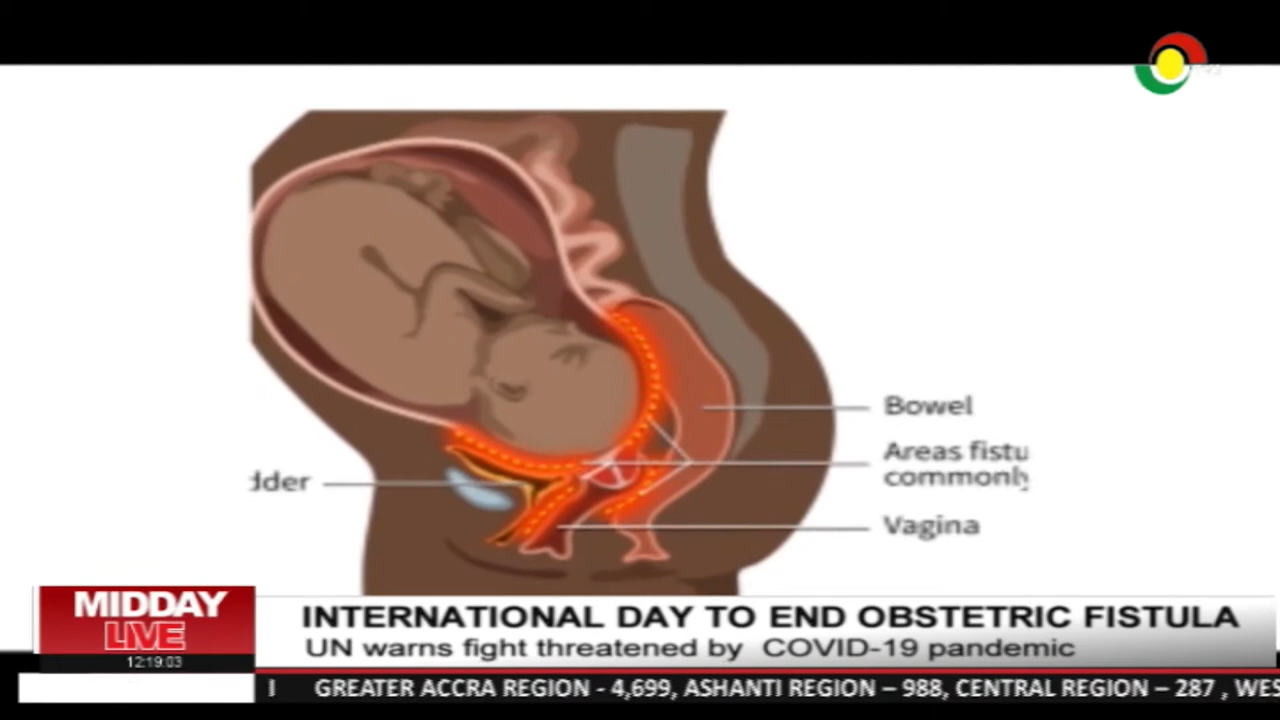 Bowel
Areas fistu
commonly
dder
Vagina
MIDDAY
LIVE
12:19:03
INTERNATIONAL DAY TO END OBSTETRIC FISTULA
UN warns fight threatened by COVID-19 pandemic
GREATER ACCRA REGION - 4,699, ASHANTI REGION – 988, CENTRAL REGION – 287 , WES